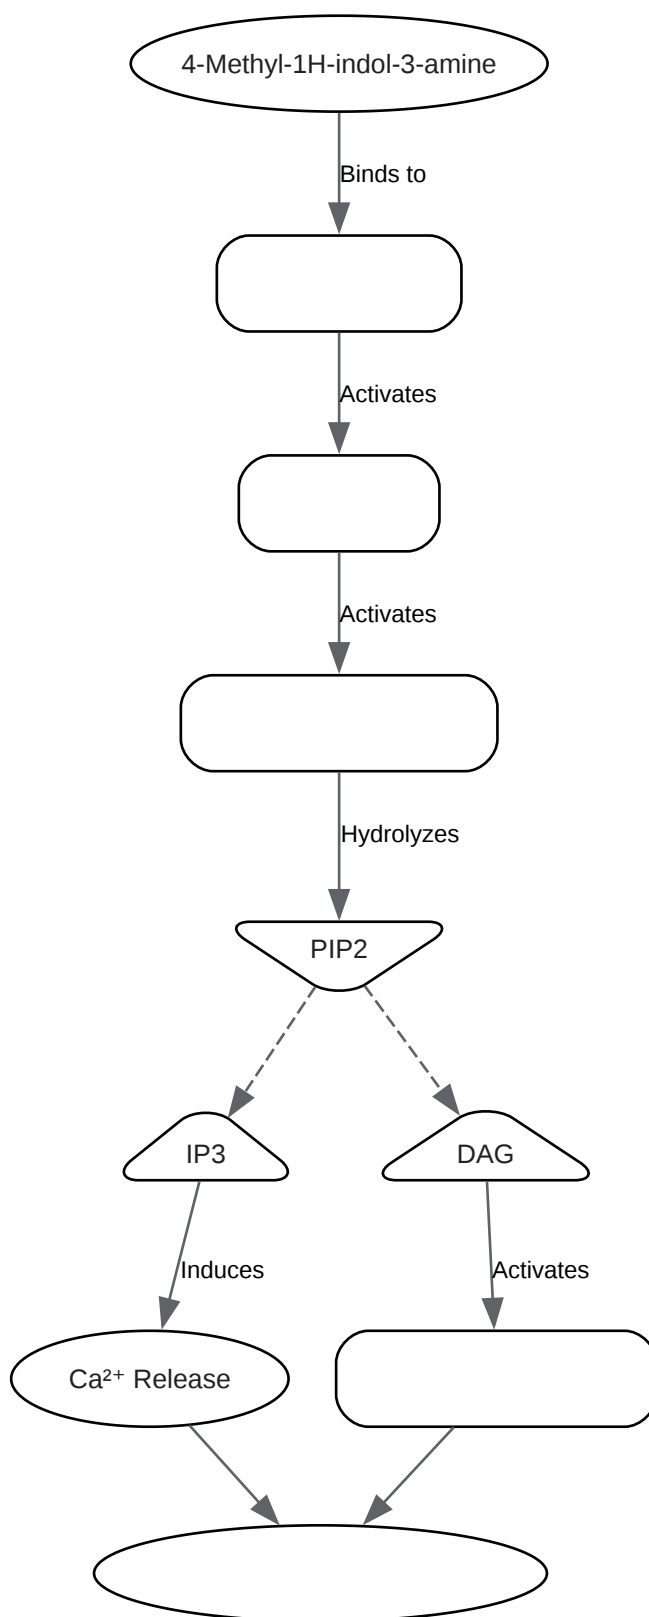 4-Methyl-1H-indol-3-amine
Binds to
Activates
Activates
Hydrolyzes
PIP2
IP3
DAG
Induces
Activates
Ca²⁺ Release